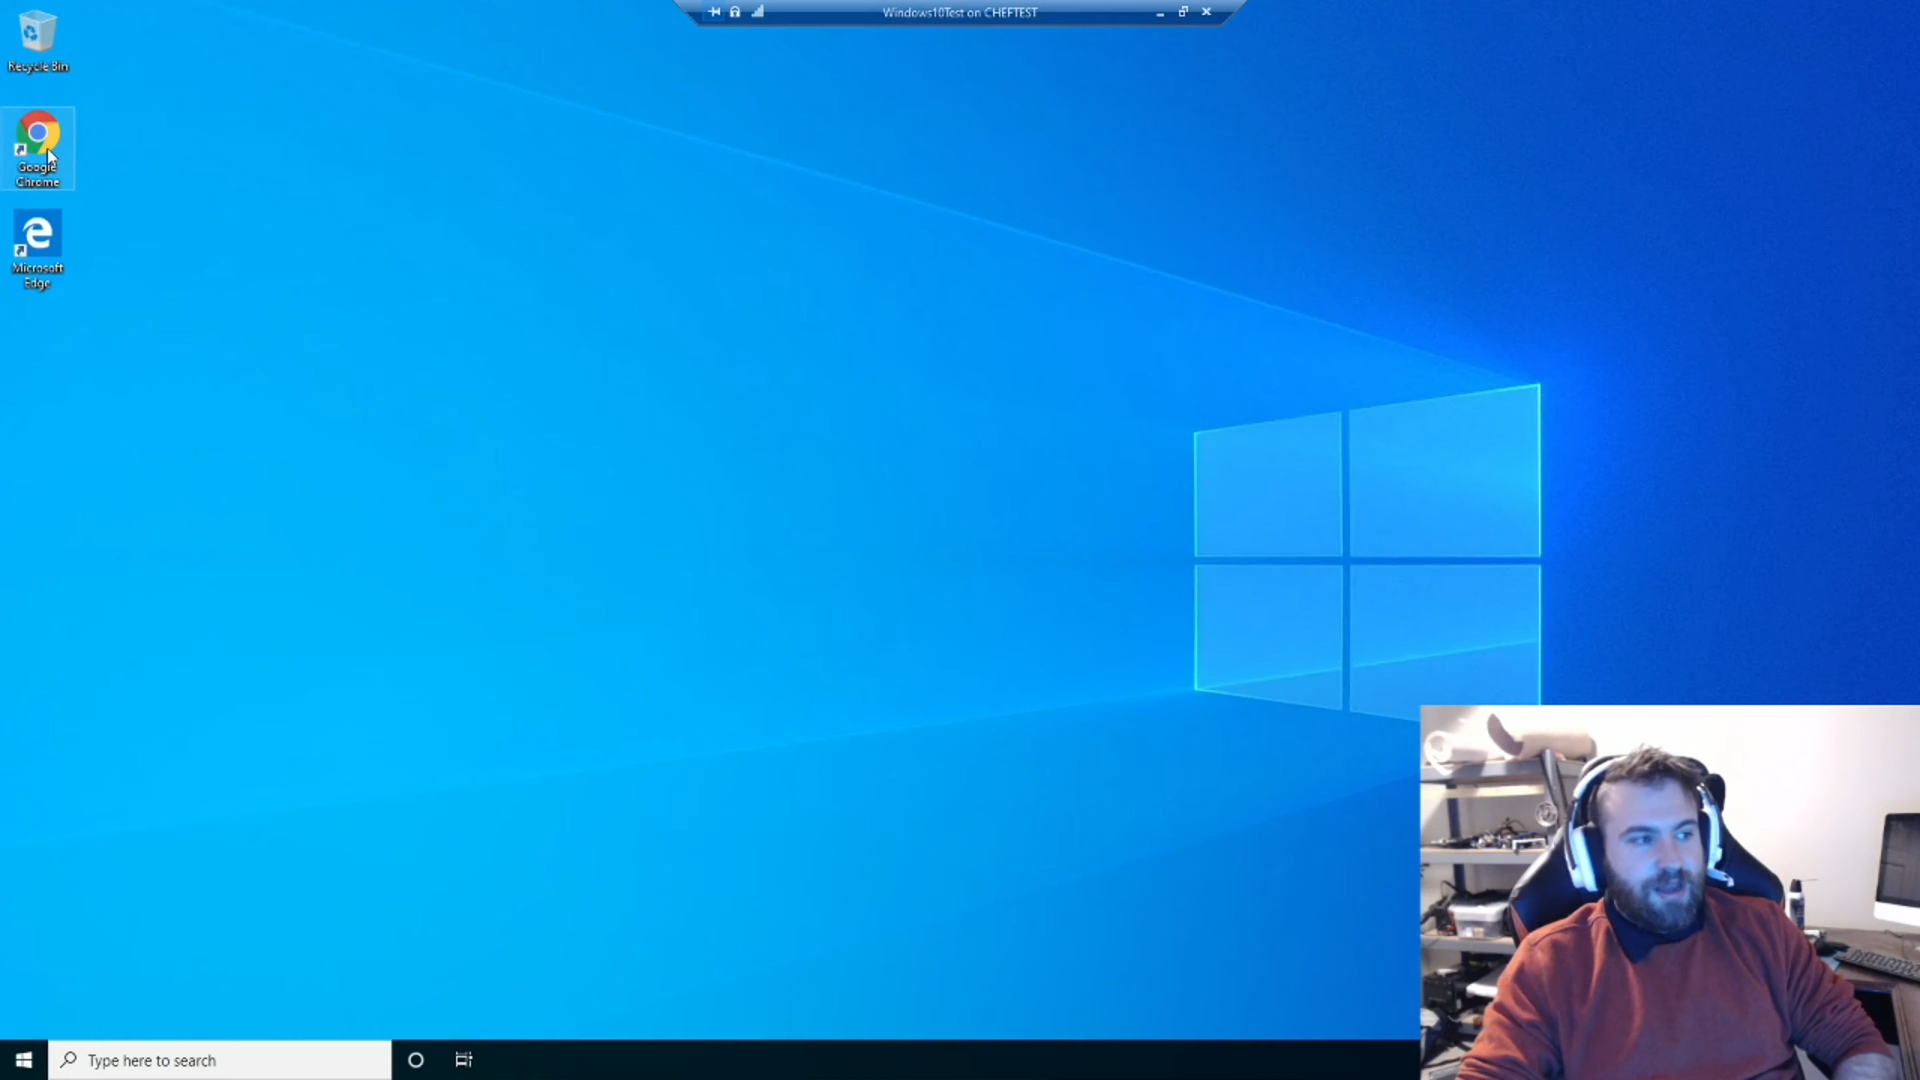 Windows10Test on CHEFTEST
Recycle Bin
Google
Chrome
Microsoft
Edge
Type here to search